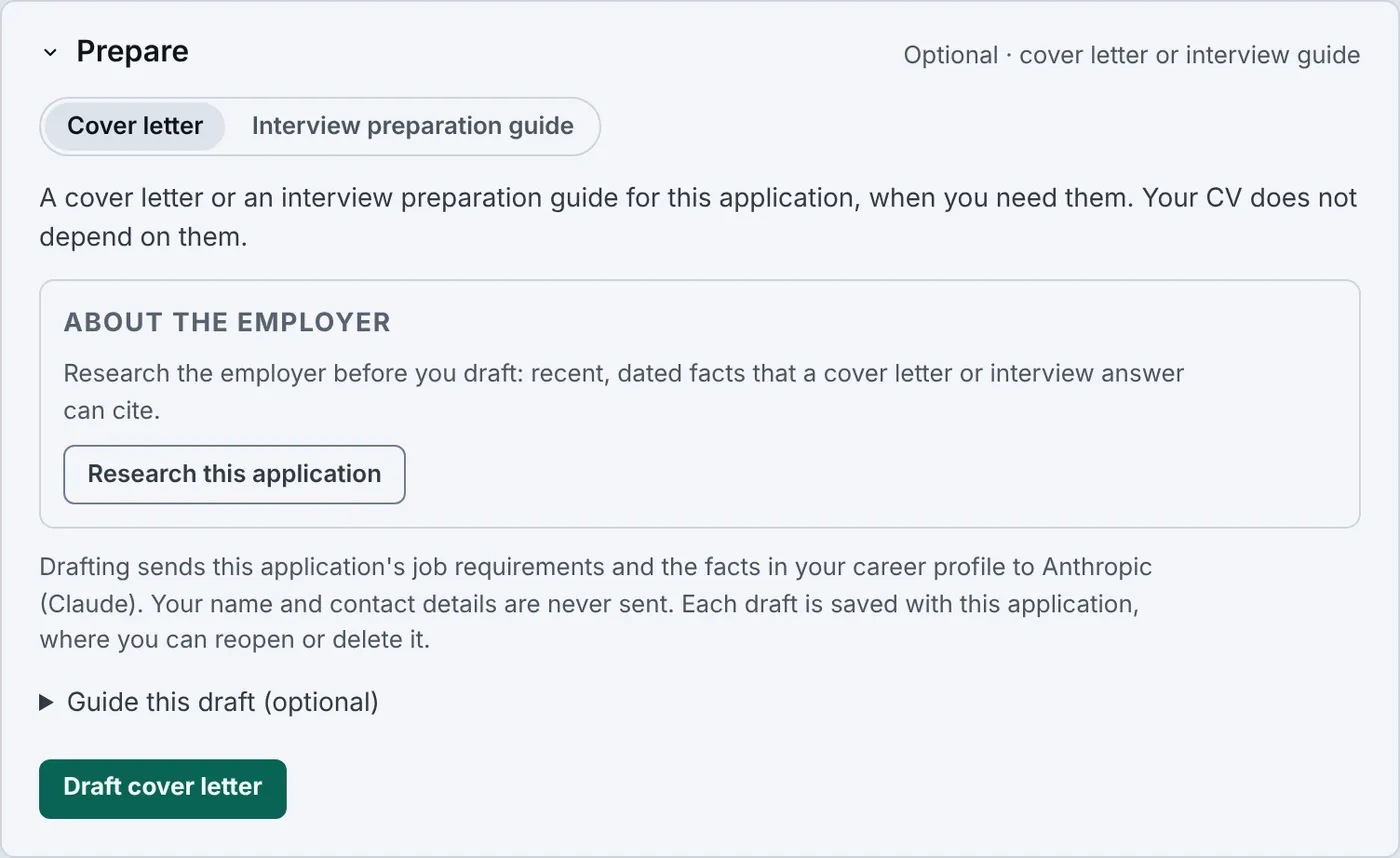 Prepare
Optional · cover letter or interview guide
Cover letter
Interview preparation guide
A cover letter or an interview preparation guide for this application, when you need them. Your CV does not
depend on them.
ABOUT THE EMPLOYER
Research the employer before you draft: recent, dated facts that a cover letter or interview answer
can cite.
Research this application
Drafting sends this application's job requirements and the facts in your career profile to Anthropic
(Claude). Your name and contact details are never sent. Each draft is saved with this application,
where you can reopen or delete it.
Guide this draft (optional)
Draft cover letter